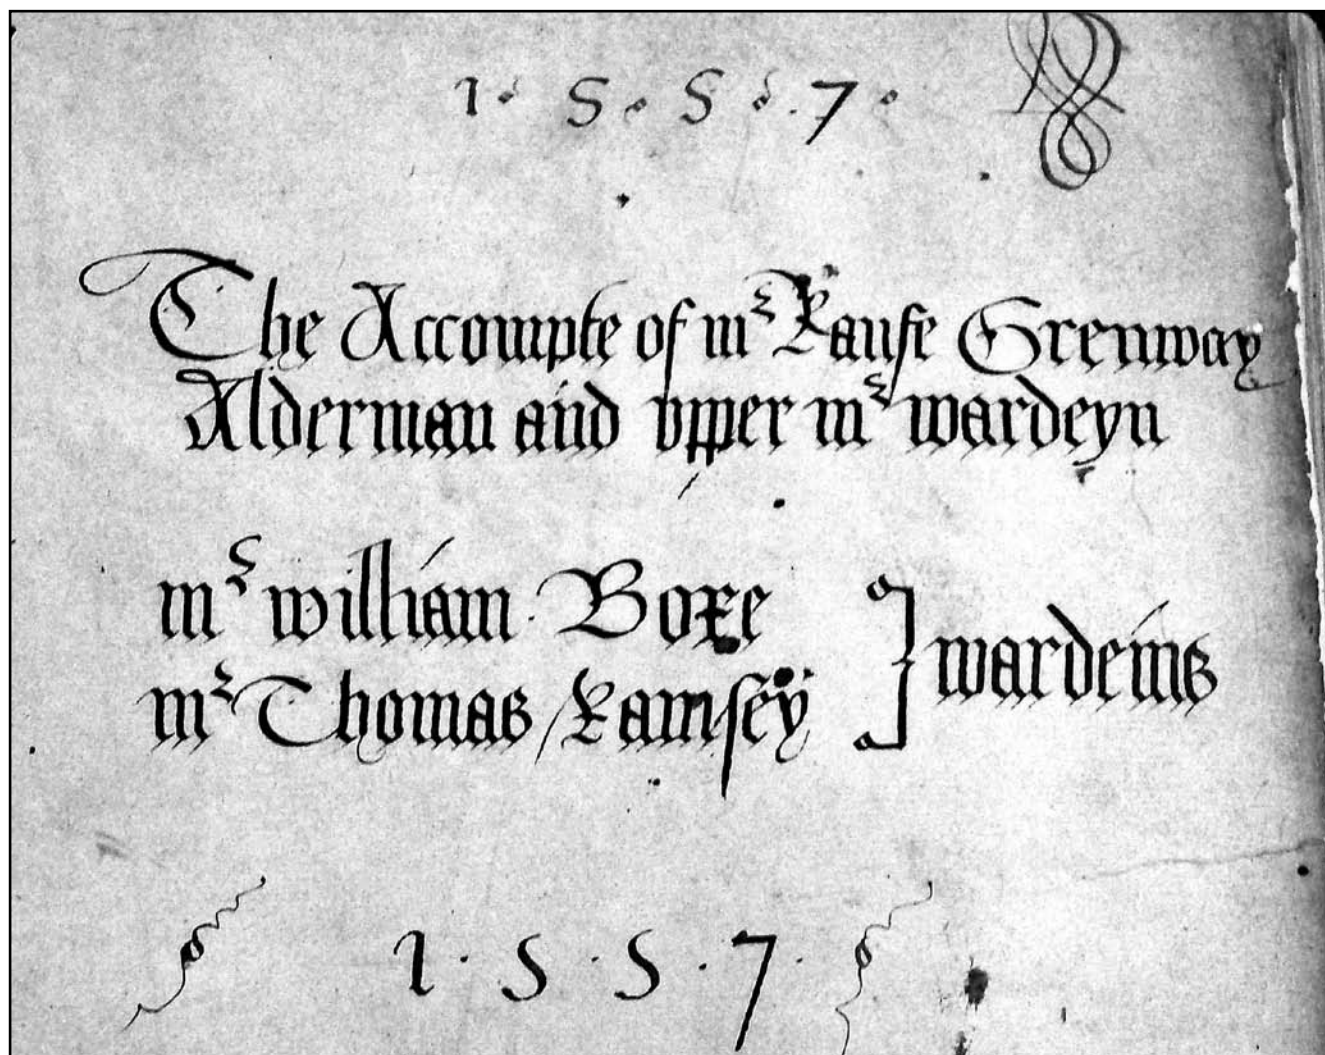 1 · 5 · 5 · 7 ·
The Accompte of mr Raufe Grenway
Alderman and vpper mr wardeyn
mr william Boxe
mr Thomas Ramsey
wardeins
1 · 5 · 5 · 7 ·